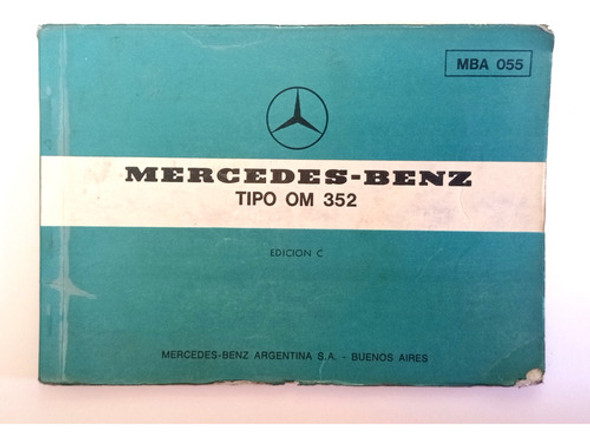 MBA 055
MERCEDES-BENZ
TIPO OM 352
EDICION C
MERCEDES-BENZ ARGENTINA S.A. - BUENOS AIRES